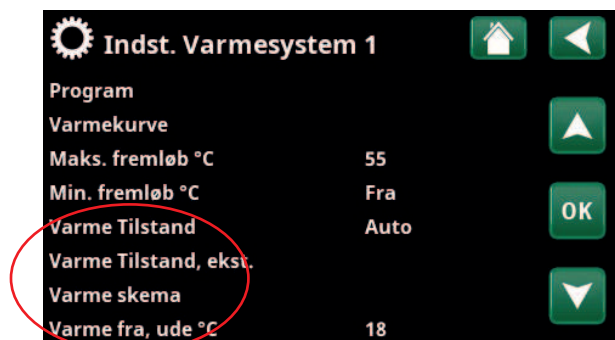 Indst. Varmesystem 1
Program
Varmekurve
Maks. fremløb °C 55
Min. fremløb °C Fra
Varme Tilstand Auto
OK
Varme Tilstand, ekst.
Varme skema
Varme fra, ude °C 18